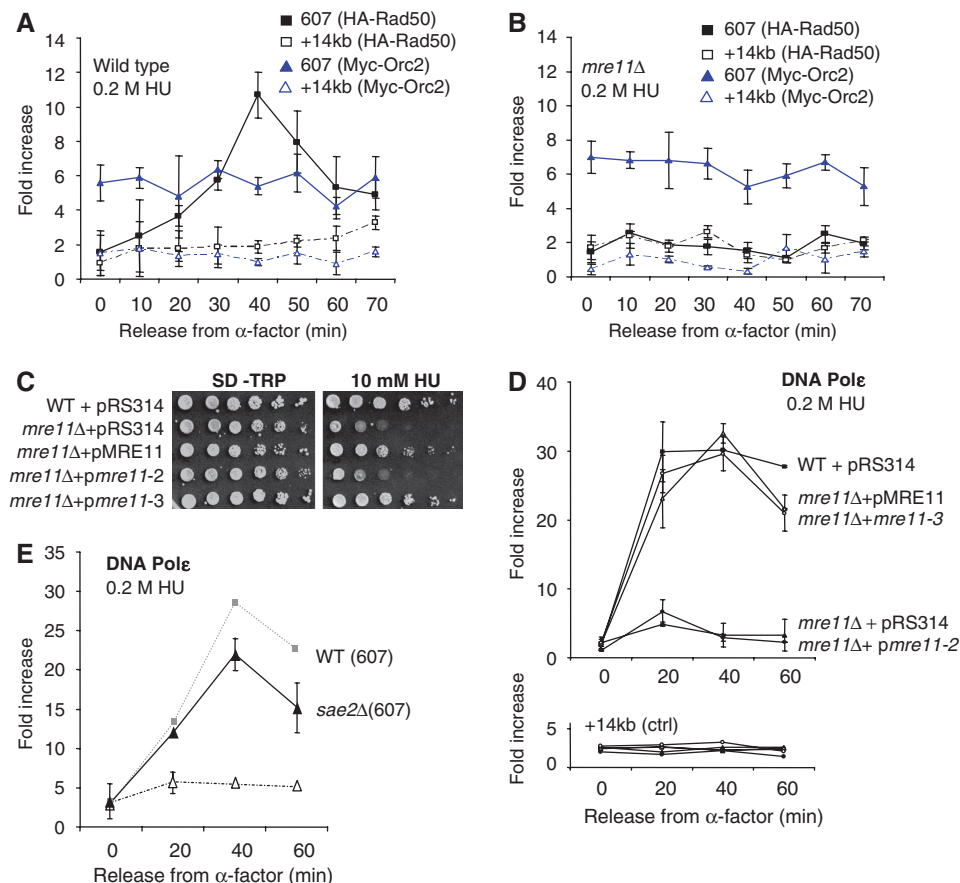 A
Wild type
0.2 M HU
607 (HA-Rad50)
+14kb (HA-Rad50)
607 (Myc-Orc2)
+14kb (Myc-Orc2)
Fold increase
14
12
10
8
6
4
2
0
0 10 20 30 40 50 60 70
Release from α-factor (min)
B
mre11Δ
0.2 M HU
607 (HA-Rad50)
+14kb (HA-Rad50)
607 (Myc-Orc2)
+14kb (Myc-Orc2)
Fold increase
14
12
10
8
6
4
2
0
0 10 20 30 40 50 60 70
Release from α-factor (min)
C
SD -TRP 10 mM HU
WT + pRS314
mre11Δ+pRS314
mre11Δ+pMRE11
mre11Δ+pmre11-2
mre11Δ+pmre11-3
D
DNA Polε
0.2 M HU
Fold increase
40
30
20
10
0
WT + pRS314
mre11Δ+pMRE11
mre11Δ+mre11-3
mre11Δ + pRS314
mre11Δ+ pmre11-2
0 20 40 60
Fold increase
+14kb (ctrl)
5
0
0 20 40 60
Release from α-factor (min)
E
DNA Polε
0.2 M HU
Fold increase
35
30
25
20
15
10
5
0
WT (607)
sae2Δ(607)
0 20 40 60
Release from α-factor (min)